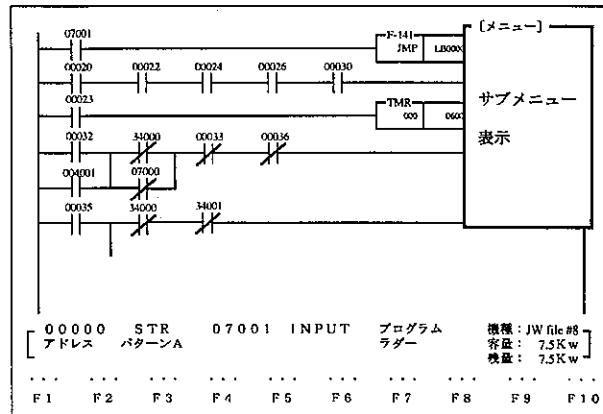 [メニュー]
07001
F-141
JMP
00020 00022 00024 00026 00030
サブメニュー
00023
TMR
000
表示
00032 34000 00033 00036
004001 07000
00035 34000 34001
00000 STR 07001 INPUT プログラム 機種：JW file #8
アドレス パターンA ラダー 容量：7.5Kw
残量：7.5Kw
F1 F2 F3 F4 F5 F6 F7 F8 F9 F10